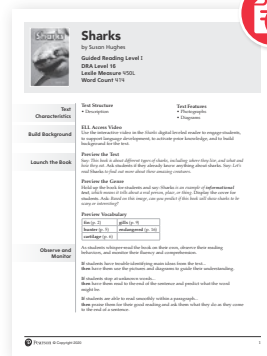 Sharks
Sharks
by Susan Hughes
Guided Reading Level I
DRA Level 16
Lexile Measure 450L
Word Count 414
Text Characteristics
Text Structure
• Description
Text Features
• Photographs
• Diagrams
Build Background
ELL Access Video
Use the interactive video in the Sharks digital leveled reader to engage students,
to support language development, to activate prior knowledge, and to build
background for the text.
Launch the Book
Preview the Text
Say: This book is about different types of sharks, including where they live, and what and
how they eat. Ask students if they already know anything about sharks. Say: Let's
read Sharks to find out more about these amazing creatures.
Preview the Genre
Hold up the book for students and say: Sharks is an example of informational
text, which means it tells about a real person, place, or thing. Display the cover for
students. Ask: Based on this image, can you predict if this book will show sharks to be
scary or interesting?
Preview Vocabulary
fin (p. 2)
gills (p. 9)
hunter (p. 5)
endangered (p. 16)
cartilage (p. 6)
Observe and Monitor
As students whisper-read the book on their own, observe their reading
behaviors, and monitor their fluency and comprehension.
If students have trouble identifying main ideas from the text...
then have them use the pictures and diagrams to guide their understanding.
If students stop at unknown words...
then have them read to the end of the sentence and predict what the word
might be.
If students are able to read smoothly within a paragraph...
then praise them for their good reading and ask them what they do as they come
to the end of a sentence.
Pearson © Copyright 2020
1